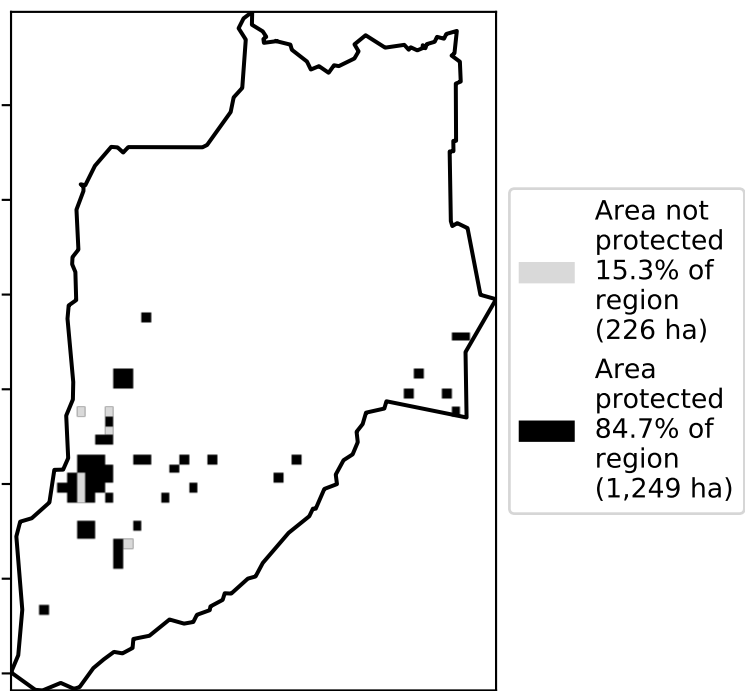 Area not
protected
15.3% of
region
(226 ha)
Area
protected
84.7% of
region
(1,249 ha)